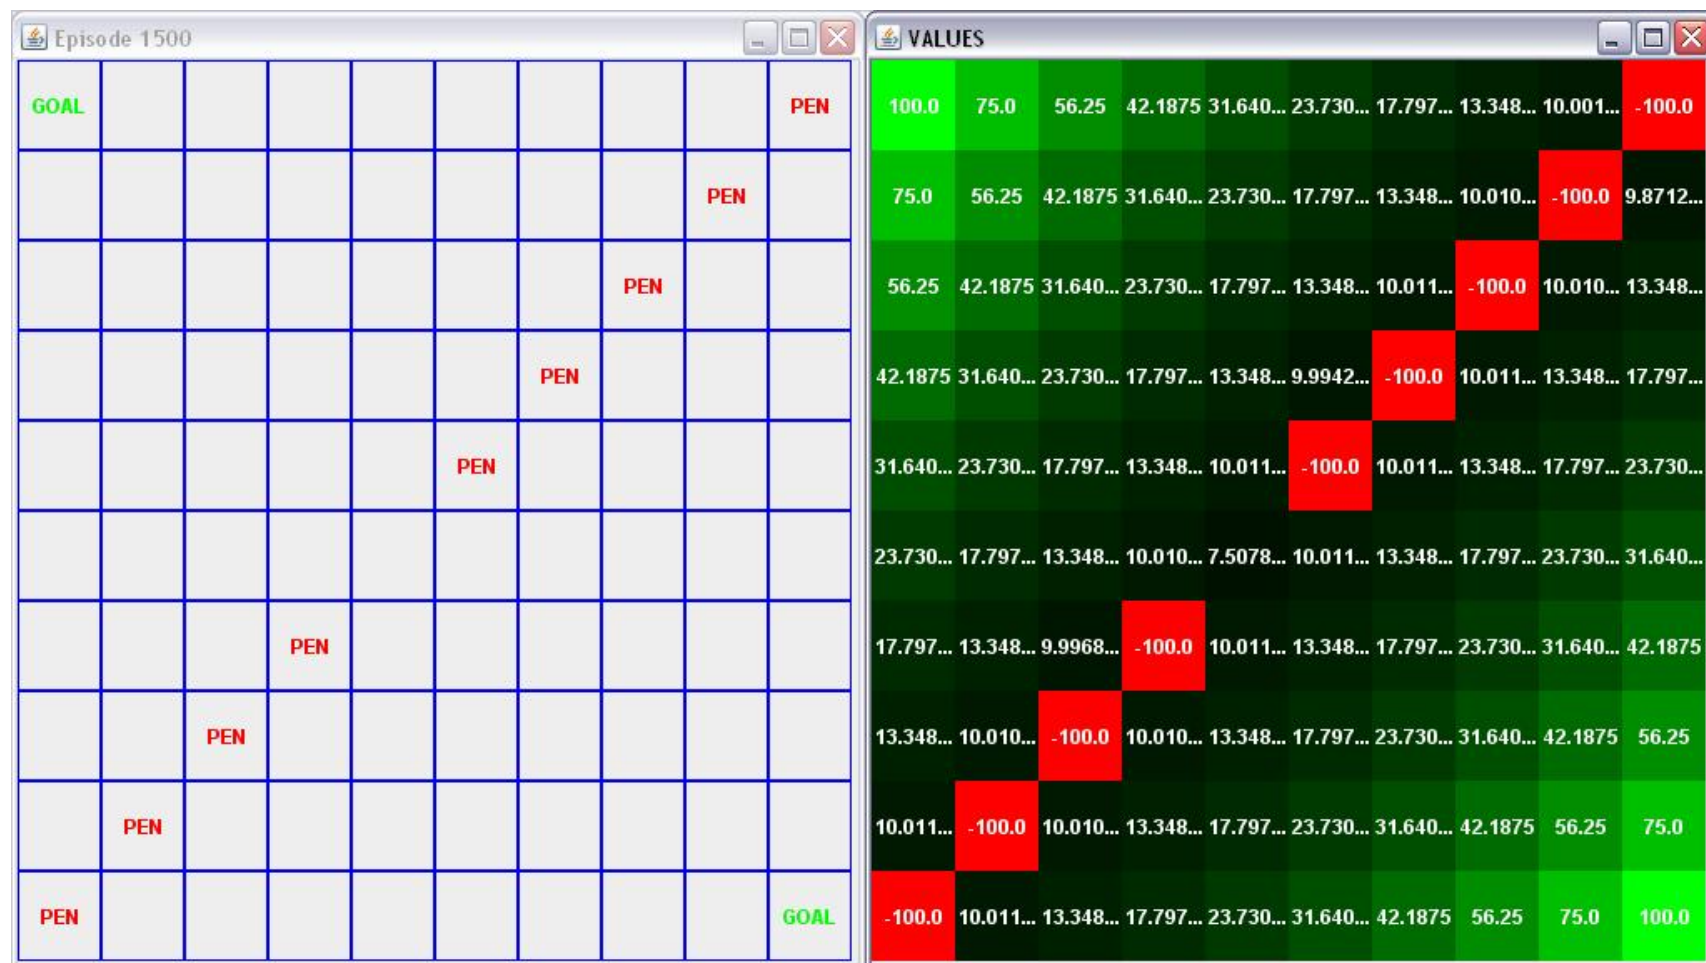 Episode 1500
GOAL PEN
PEN
PEN
PEN
PEN
PEN
PEN
PEN
PEN GOAL
VALUES
100.0 75.0 56.25 42.1875 31.640... 23.730... 17.797... 13.348... 10.001... -100.0
75.0 56.25 42.1875 31.640... 23.730... 17.797... 13.348... 10.010... -100.0 9.8712...
56.25 42.1875 31.640... 23.730... 17.797... 13.348... 10.011... -100.0 10.010... 13.348...
42.1875 31.640... 23.730... 17.797... 13.348... 9.9942... -100.0 10.011... 13.348... 17.797...
31.640... 23.730... 17.797... 13.348... 10.011... -100.0 10.011... 13.348... 17.797... 23.730...
23.730... 17.797... 13.348... 10.010... 7.5078... 10.011... 13.348... 17.797... 23.730... 31.640...
17.797... 13.348... 9.9968... -100.0 10.011... 13.348... 17.797... 23.730... 31.640... 42.1875
13.348... 10.010... -100.0 10.010... 13.348... 17.797... 23.730... 31.640... 42.1875 56.25
10.011... -100.0 10.010... 13.348... 17.797... 23.730... 31.640... 42.1875 56.25 75.0
-100.0 10.011... 13.348... 17.797... 23.730... 31.640... 42.1875 56.25 75.0 100.0